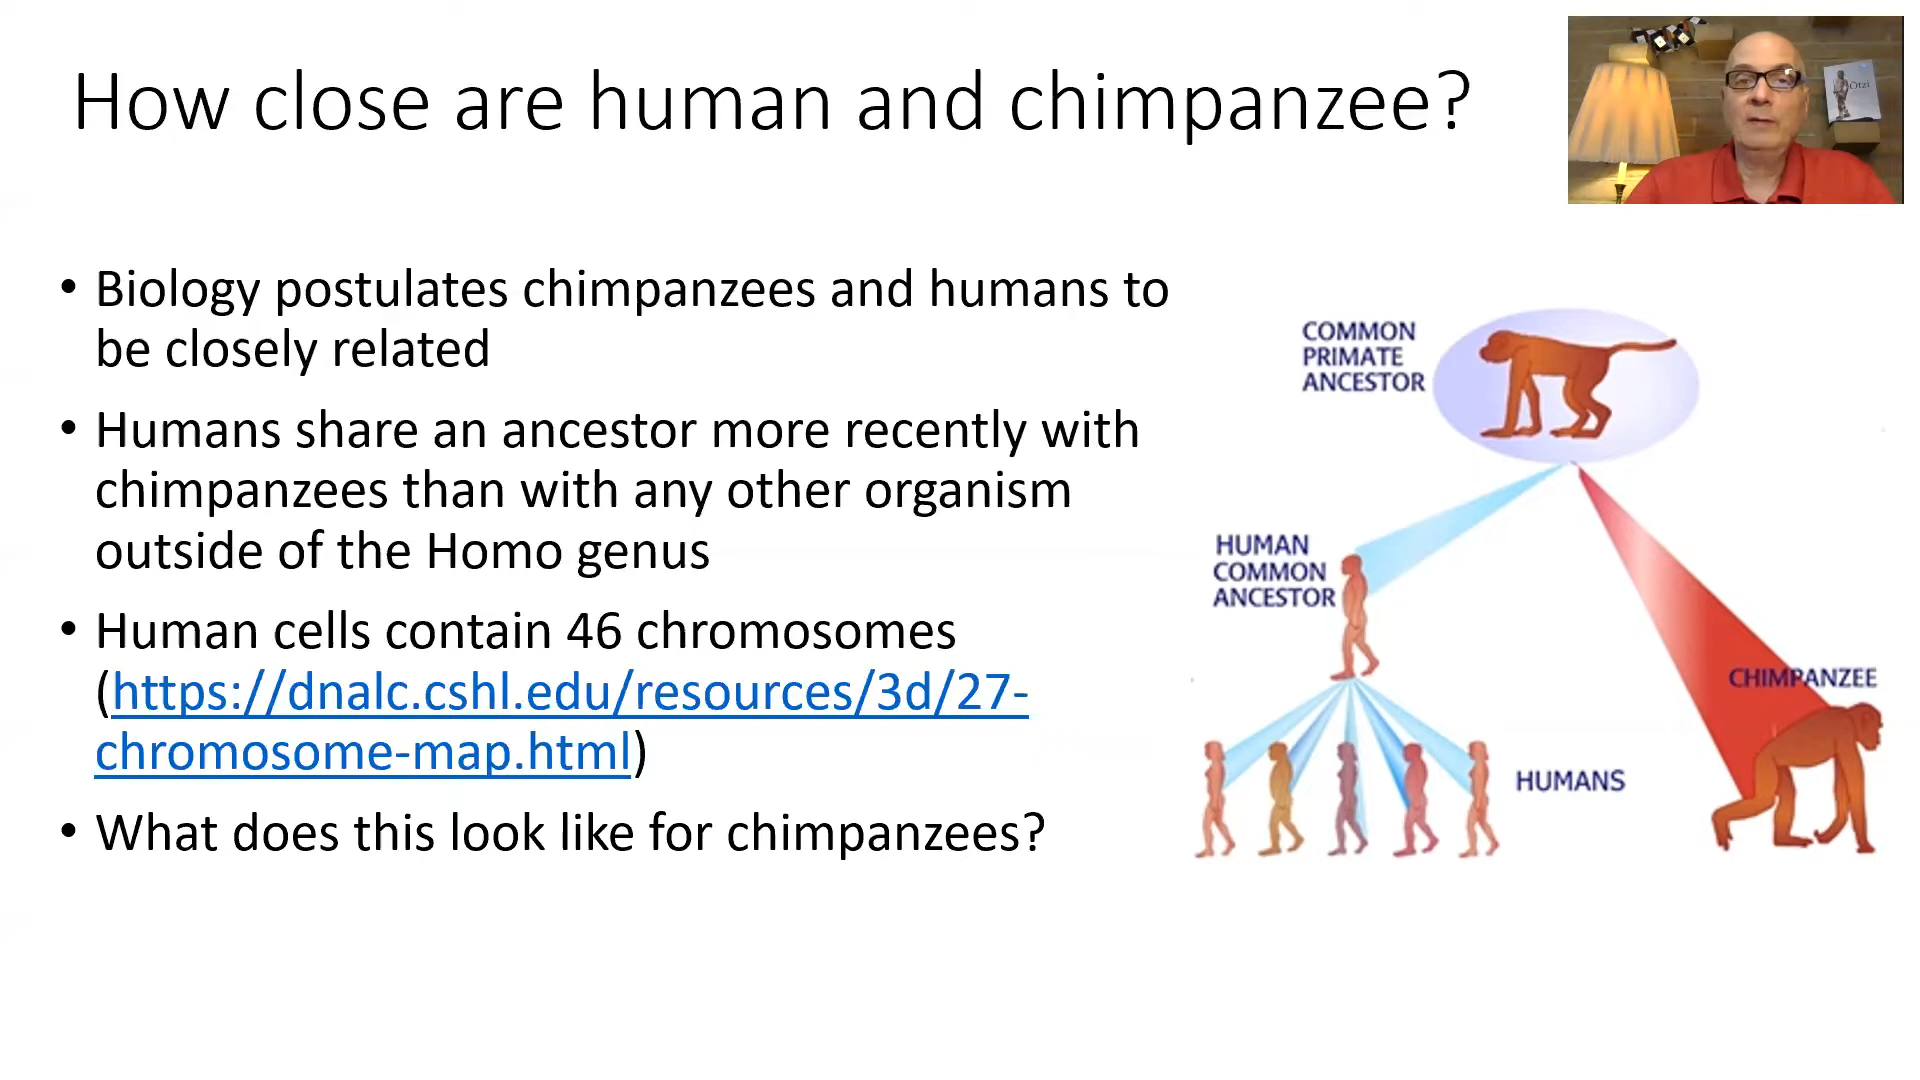 How close are human and chimpanzee?
Ötzi
• Biology postulates chimpanzees and humans to
be closely related
• Humans share an ancestor more recently with
chimpanzees than with any other organism
outside of the Homo genus
• Human cells contain 46 chromosomes
(https://dnalc.cshl.edu/resources/3d/27-
chromosome-map.html)
• What does this look like for chimpanzees?
COMMON
PRIMATE
ANCESTOR
HUMAN
COMMON
ANCESTOR
CHIMPANZEE
HUMANS